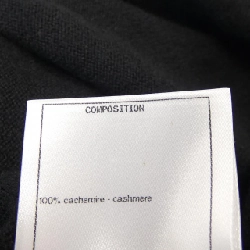 COMPOSITION
100% cachemire - cashmere